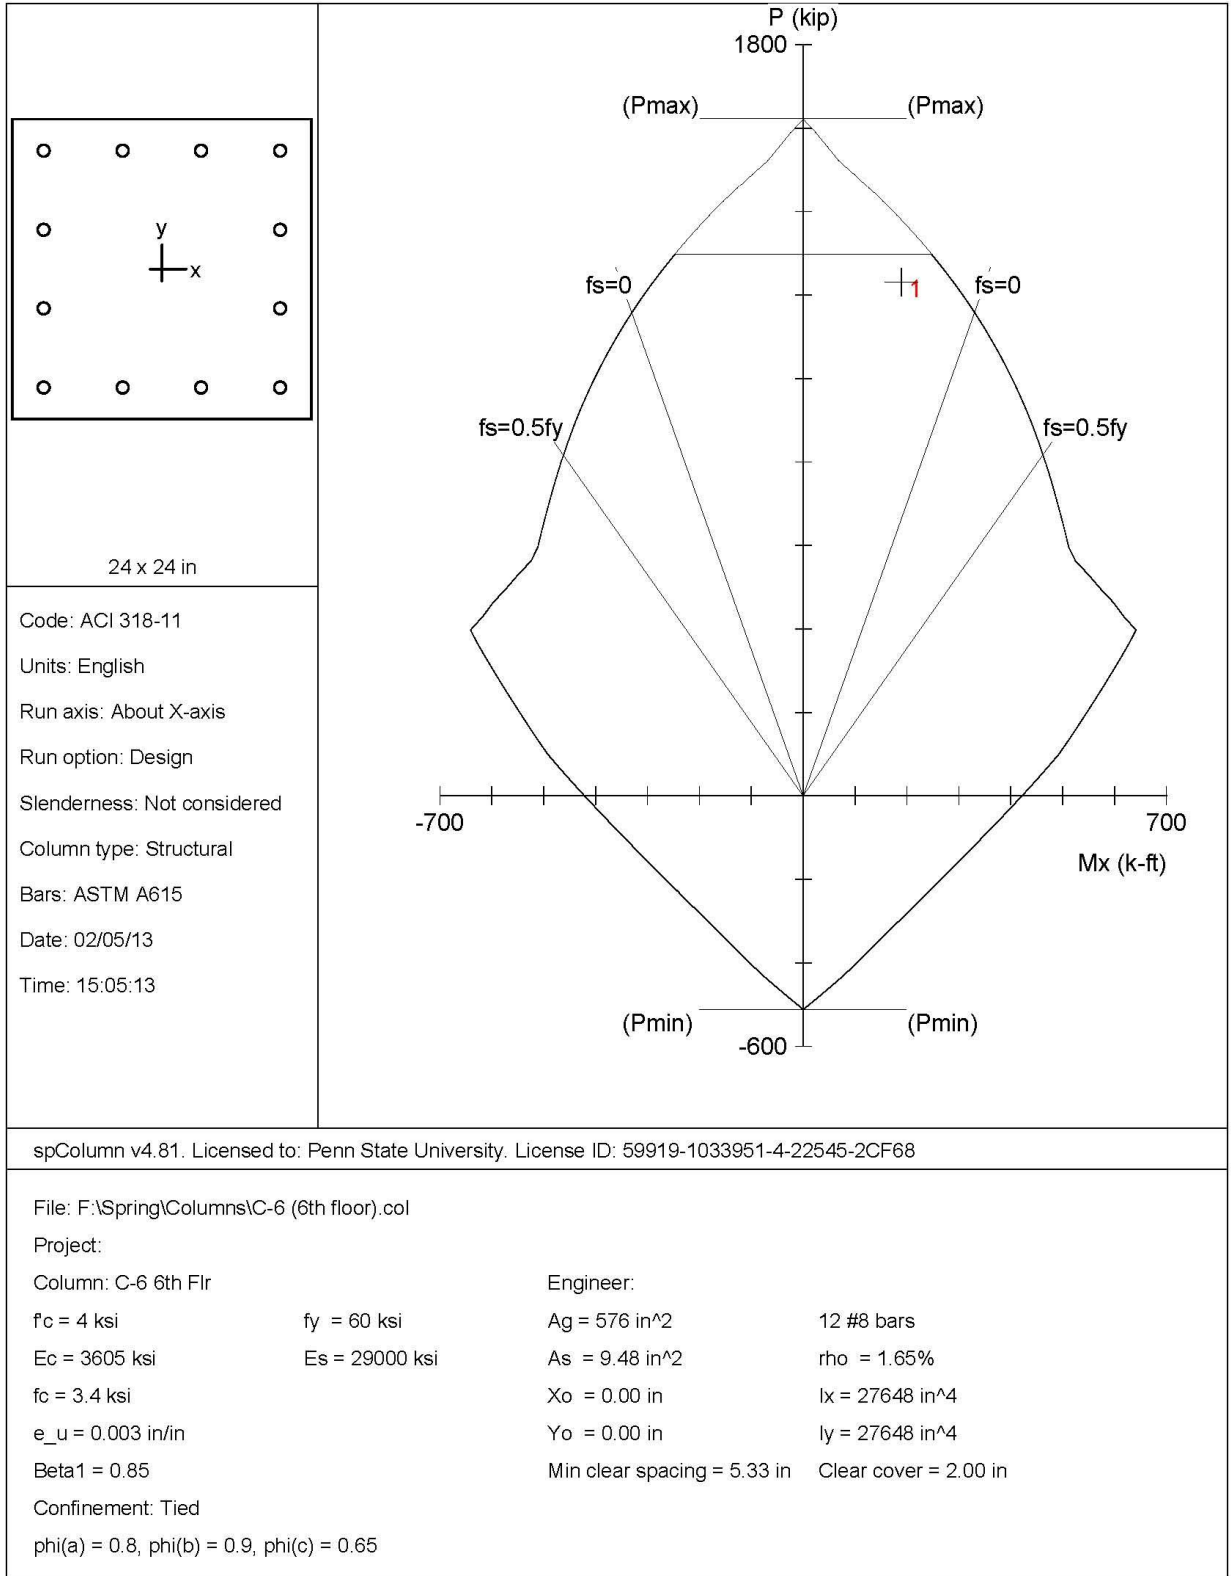 P (kip)
1800
(Pmax) (Pmax)
y
x
fs=0 fs=0
1
fs=0.5fy fs=0.5fy
24 x 24 in
Code: ACI 318-11
Units: English
Run axis: About X-axis
Run option: Design
Slenderness: Not considered
Column type: Structural
Bars: ASTM A615
Date: 02/05/13
Time: 15:05:13
-700 700
Mx (k-ft)
(Pmin) (Pmin)
-600
spColumn v4.81. Licensed to: Penn State University. License ID: 59919-1033951-4-22545-2CF68
File: F:\Spring\Columns\C-6 (6th floor).col
Project:
Column: C-6 6th Flr Engineer:
f'c = 4 ksi fy = 60 ksi Ag = 576 in^2 12 #8 bars
Ec = 3605 ksi Es = 29000 ksi As = 9.48 in^2 rho = 1.65%
fc = 3.4 ksi Xo = 0.00 in Ix = 27648 in^4
e_u = 0.003 in/in Yo = 0.00 in Iy = 27648 in^4
Beta1 = 0.85 Min clear spacing = 5.33 in Clear cover = 2.00 in
Confinement: Tied
phi(a) = 0.8, phi(b) = 0.9, phi(c) = 0.65